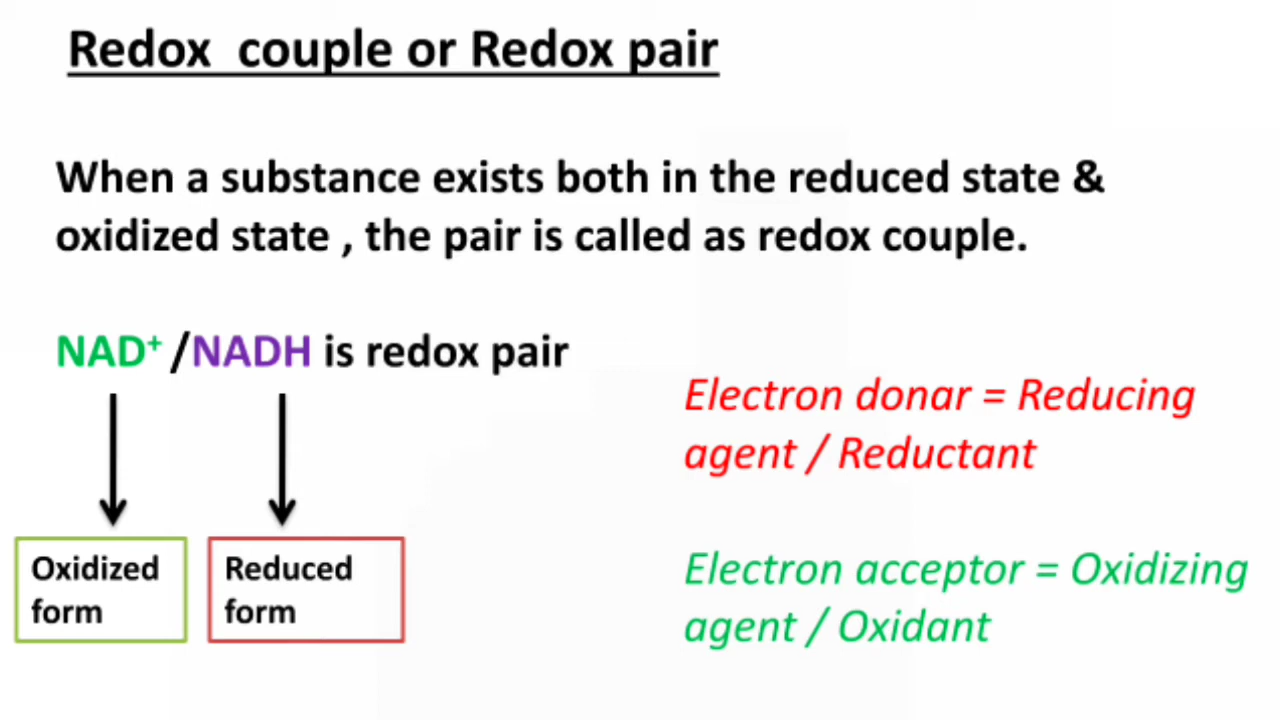 Redox couple or Redox pair
When a substance exists both in the reduced state &
oxidized state , the pair is called as redox couple.
NAD⁺ /NADH is redox pair
Electron donar = Reducing
agent / Reductant
Oxidized
form
Reduced
form
Electron acceptor = Oxidizing
agent / Oxidant